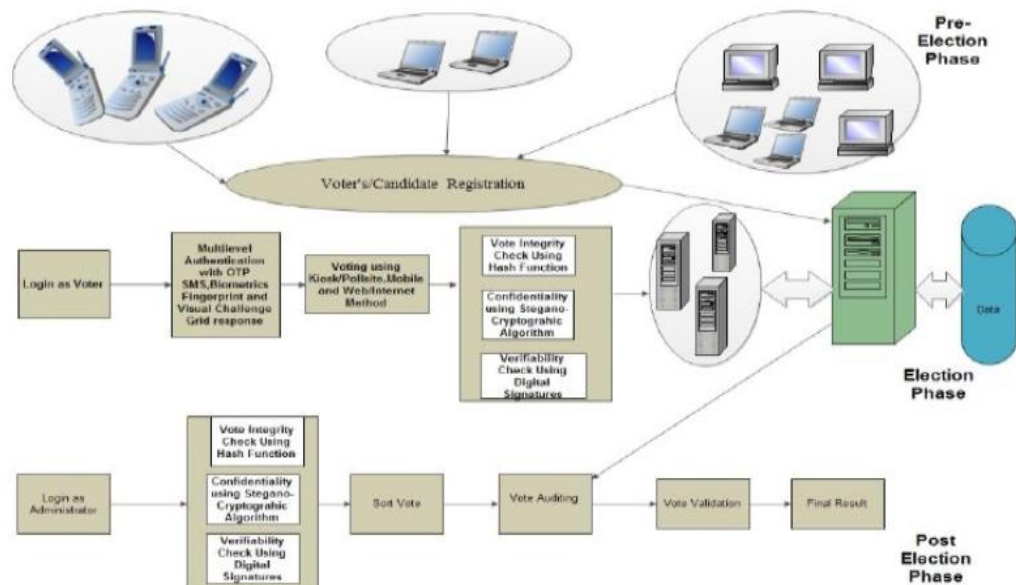 Pre-
Election
Phase
Voter's/Candidate Registration
Login as Voter
Multilevel
Authentication
with OTP
SMS,Biometrics
Fingerprint and
Visual Challenge
Grid response
Voting using
Kiosk/Pollsite,Mobile
and Web/Internet
Method
Vote Integrity
Check Using
Hash Function
Confidentiality
using Stegano-
Cryptograhic
Algorithm
Verifiability
Check Using
Digital
Signatures
Data
Election
Phase
Login as
Administrator
Vote Integrity
Check Using
Hash Function
Confidentiality
using Stegano-
Cryptograhic
Algorithm
Verifiability
Check Using
Digital
Signatures
Sort Vote
Vote Auditing
Vote Validation
Final Result
Post
Election
Phase